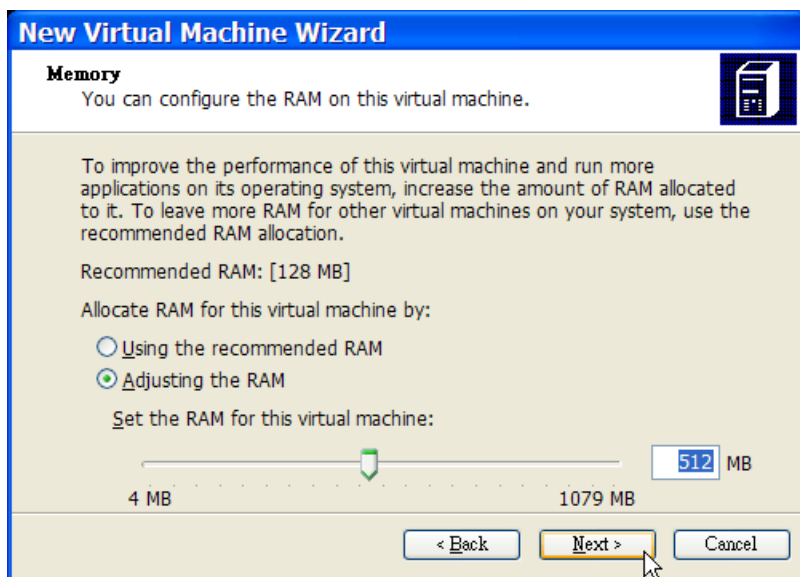 New Virtual Machine Wizard
Memory
You can configure the RAM on this virtual machine.
To improve the performance of this virtual machine and run more
applications on its operating system, increase the amount of RAM allocated
to it. To leave more RAM for other virtual machines on your system, use the
recommended RAM allocation.
Recommended RAM: [128 MB]
Allocate RAM for this virtual machine by:
Using the recommended RAM
Adjusting the RAM
Set the RAM for this virtual machine:
512 MB
4 MB 1079 MB
< Back Next > Cancel